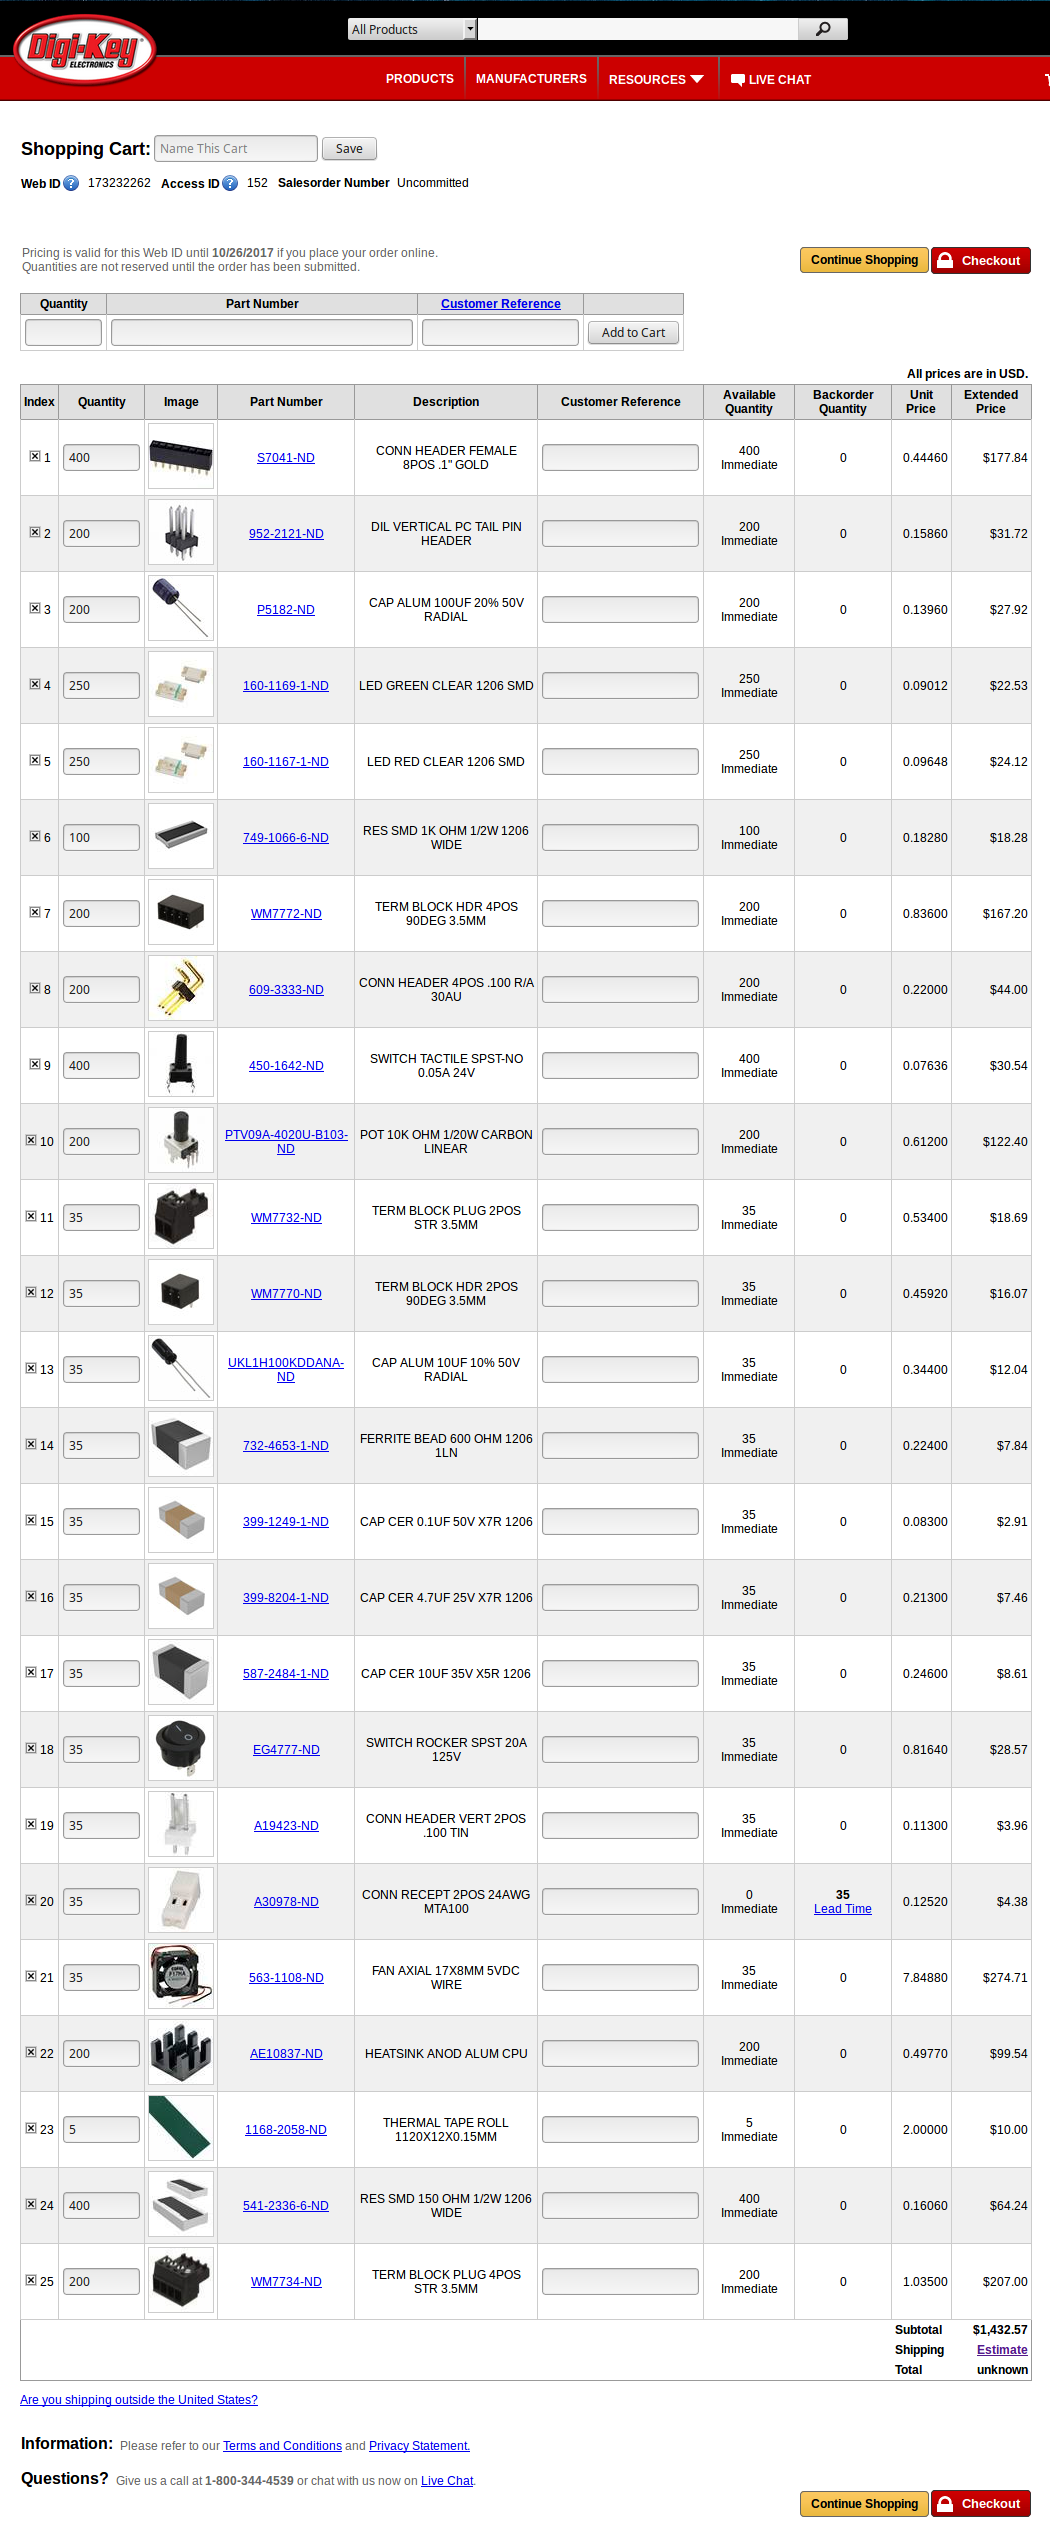 Digi-Key
ELECTRONICS
All Products
PRODUCTS MANUFACTURERS RESOURCES LIVE CHAT
Shopping Cart: Name This Cart Save
Web ID ? 173232262 Access ID ? 152 Salesorder Number Uncommitted
Pricing is valid for this Web ID until 10/26/2017 if you place your order online.
Quantities are not reserved until the order has been submitted.
Continue Shopping Checkout
Quantity Part Number Customer Reference
Add to Cart
All prices are in USD.
Index Quantity Image Part Number Description Customer Reference Available Quantity Backorder Quantity Unit Price Extended Price
1 400 S7041-ND CONN HEADER FEMALE 8POS .1" GOLD 400 Immediate 0 0.44460 $177.84
2 200 952-2121-ND DIL VERTICAL PC TAIL PIN HEADER 200 Immediate 0 0.15860 $31.72
3 200 P5182-ND CAP ALUM 100UF 20% 50V RADIAL 200 Immediate 0 0.13960 $27.92
4 250 160-1169-1-ND LED GREEN CLEAR 1206 SMD 250 Immediate 0 0.09012 $22.53
5 250 160-1167-1-ND LED RED CLEAR 1206 SMD 250 Immediate 0 0.09648 $24.12
6 100 749-1066-6-ND RES SMD 1K OHM 1/2W 1206 WIDE 100 Immediate 0 0.18280 $18.28
7 200 WM7772-ND TERM BLOCK HDR 4POS 90DEG 3.5MM 200 Immediate 0 0.83600 $167.20
8 200 609-3333-ND CONN HEADER 4POS .100 R/A 30AU 200 Immediate 0 0.22000 $44.00
9 400 450-1642-ND SWITCH TACTILE SPST-NO 0.05A 24V 400 Immediate 0 0.07636 $30.54
10 200 PTV09A-4020U-B103-ND POT 10K OHM 1/20W CARBON LINEAR 200 Immediate 0 0.61200 $122.40
11 35 WM7732-ND TERM BLOCK PLUG 2POS STR 3.5MM 35 Immediate 0 0.53400 $18.69
12 35 WM7770-ND TERM BLOCK HDR 2POS 90DEG 3.5MM 35 Immediate 0 0.45920 $16.07
13 35 UKL1H100KDDANA-ND CAP ALUM 10UF 10% 50V RADIAL 35 Immediate 0 0.34400 $12.04
14 35 732-4653-1-ND FERRITE BEAD 600 OHM 1206 1LN 35 Immediate 0 0.22400 $7.84
15 35 399-1249-1-ND CAP CER 0.1UF 50V X7R 1206 35 Immediate 0 0.08300 $2.91
16 35 399-8204-1-ND CAP CER 4.7UF 25V X7R 1206 35 Immediate 0 0.21300 $7.46
17 35 587-2484-1-ND CAP CER 10UF 35V X5R 1206 35 Immediate 0 0.24600 $8.61
18 35 EG4777-ND SWITCH ROCKER SPST 20A 125V 35 Immediate 0 0.81640 $28.57
19 35 A19423-ND CONN HEADER VERT 2POS .100 TIN 35 Immediate 0 0.11300 $3.96
20 35 A30978-ND CONN RECEPT 2POS 24AWG MTA100 0 Immediate 35 Lead Time 0.12520 $4.38
21 35 563-1108-ND FAN AXIAL 17X8MM 5VDC WIRE 35 Immediate 0 7.84880 $274.71
22 200 AE10837-ND HEATSINK ANOD ALUM CPU 200 Immediate 0 0.49770 $99.54
23 5 1168-2058-ND THERMAL TAPE ROLL 1120X12X0.15MM 5 Immediate 0 2.00000 $10.00
24 400 541-2336-6-ND RES SMD 150 OHM 1/2W 1206 WIDE 400 Immediate 0 0.16060 $64.24
25 200 WM7734-ND TERM BLOCK PLUG 4POS STR 3.5MM 200 Immediate 0 1.03500 $207.00
Subtotal $1,432.57
Shipping Estimate
Total unknown
Are you shipping outside the United States?
Information: Please refer to our Terms and Conditions and Privacy Statement.
Questions? Give us a call at 1-800-344-4539 or chat with us now on Live Chat.
Continue Shopping Checkout